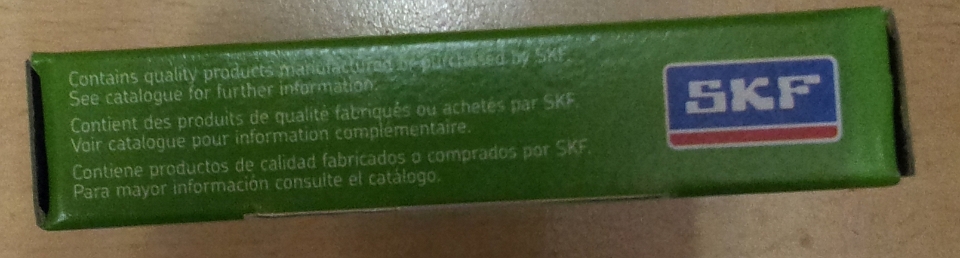 Contains quality products manufactured or purchased by SKF.
See catalogue for further information.
Contient des produits de qualité fabriqués ou achetés par SKF.
Voir catalogue pour information complémentaire.
Contiene productos de calidad fabricados o comprados por SKF.
Para mayor información consulte el catálogo.
SKF